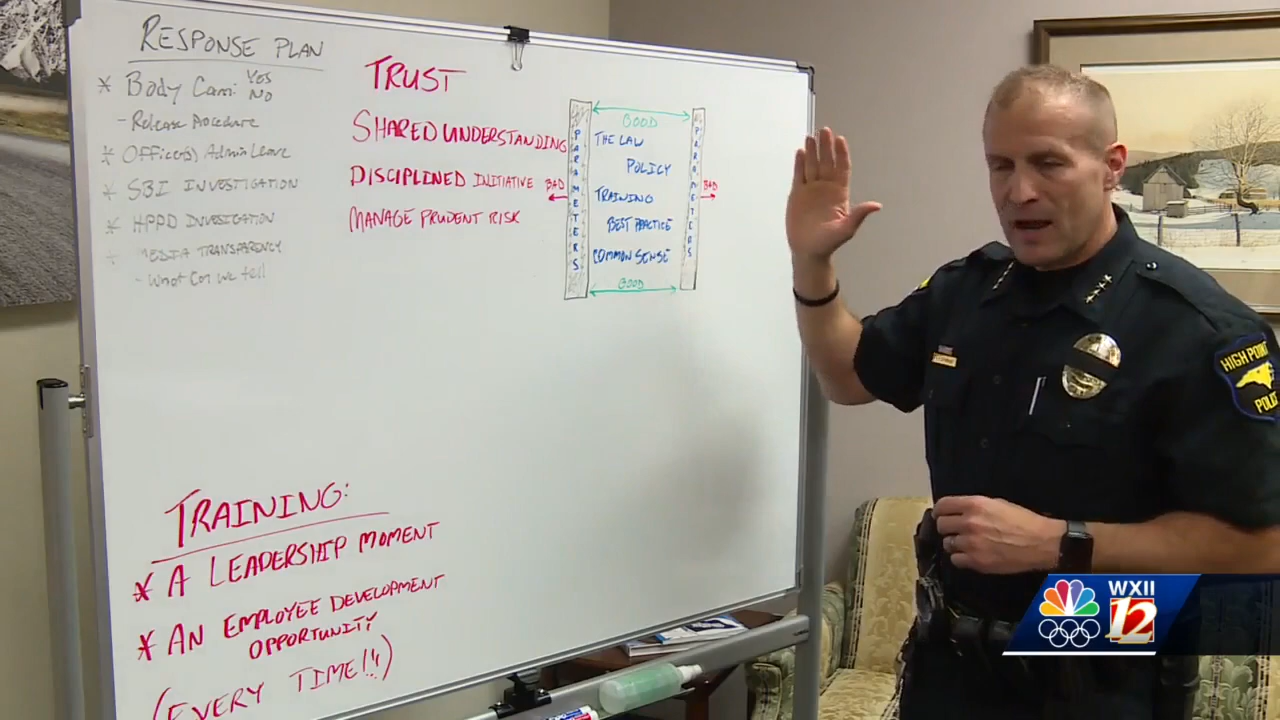 RESPONSE PLAN
* Body Cam: YES
NO
- Release Procedure
* Officer(s) Admin Leave
* SBI INVESTIGATION
* HPPD INVESTIGATION
* MEDIA TRANSPARENCY
- What Can we tell
TRUST
SHARED UNDERSTANDING
DISCIPLINED INITIATIVE
MANAGE PRUDENT RISK
PARAMETERS
GOOD
THE LAW
POLICY
TRAINING
BEST PRACTICE
COMMON SENSE
GOOD
PARAMETERS
BAD
BAD
TRAINING:
* A LEADERSHIP MOMENT
* AN EMPLOYEE DEVELOPMENT
OPPORTUNITY
(EVERY TIME!!!)
HIGH POINT
POLICE
WXII
12